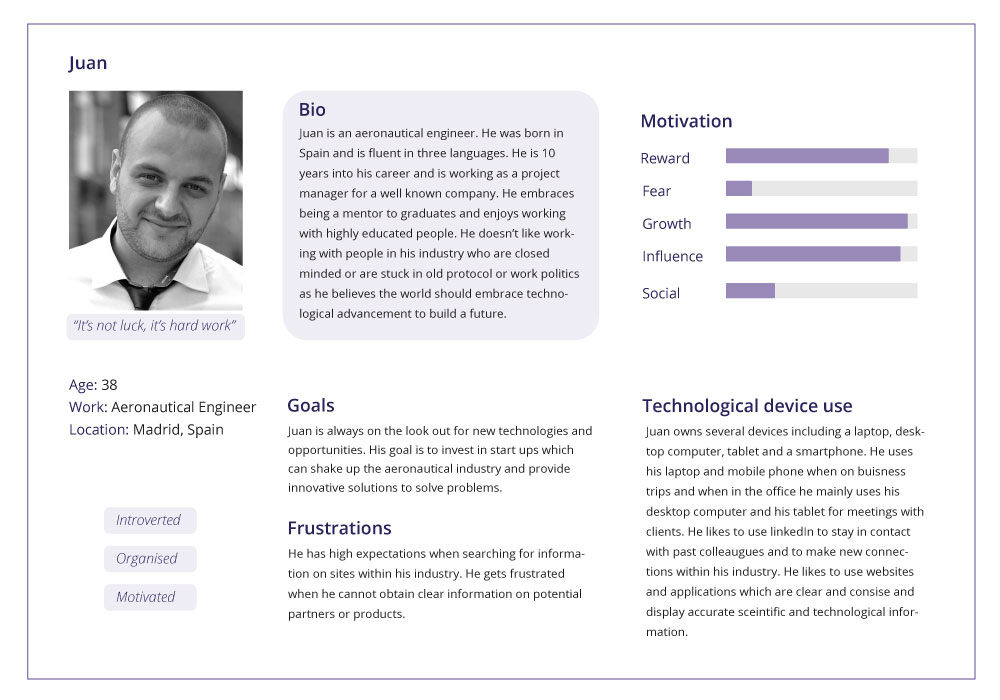 Juan
“It’s not luck, it’s hard work”
Age: 38
Work: Aeronautical Engineer
Location: Madrid, Spain
Introverted
Organised
Motivated
Bio
Juan is an aeronautical engineer. He was born in
Spain and is fluent in three languages. He is 10
years into his career and is working as a project
manager for a well known company. He embraces
being a mentor to graduates and enjoys working
with highly educated people. He doesn’t like work-
ing with people in his industry who are closed
minded or are stuck in old protocol or work politics
as he believes the world should embrace techno-
logical advancement to build a future.
Goals
Juan is always on the look out for new technologies and
opportunities. His goal is to invest in start ups which
can shake up the aeronautical industry and provide
innovative solutions to solve problems.
Frustrations
He has high expectations when searching for informa-
tion on sites within his industry. He gets frustrated
when he cannot obtain clear information on potential
partners or products.
Motivation
Reward
Fear
Growth
Influence
Social
Technological device use
Juan owns several devices including a laptop, desk-
top computer, tablet and a smartphone. He uses
his laptop and mobile phone when on buisness
trips and when in the office he mainly uses his
desktop computer and his tablet for meetings with
clients. He likes to use linkedIn to stay in contact
with past colleaugues and to make new connec-
tions within his industry. He likes to use websites
and applications which are clear and consise and
display accurate sceintific and technological infor-
mation.